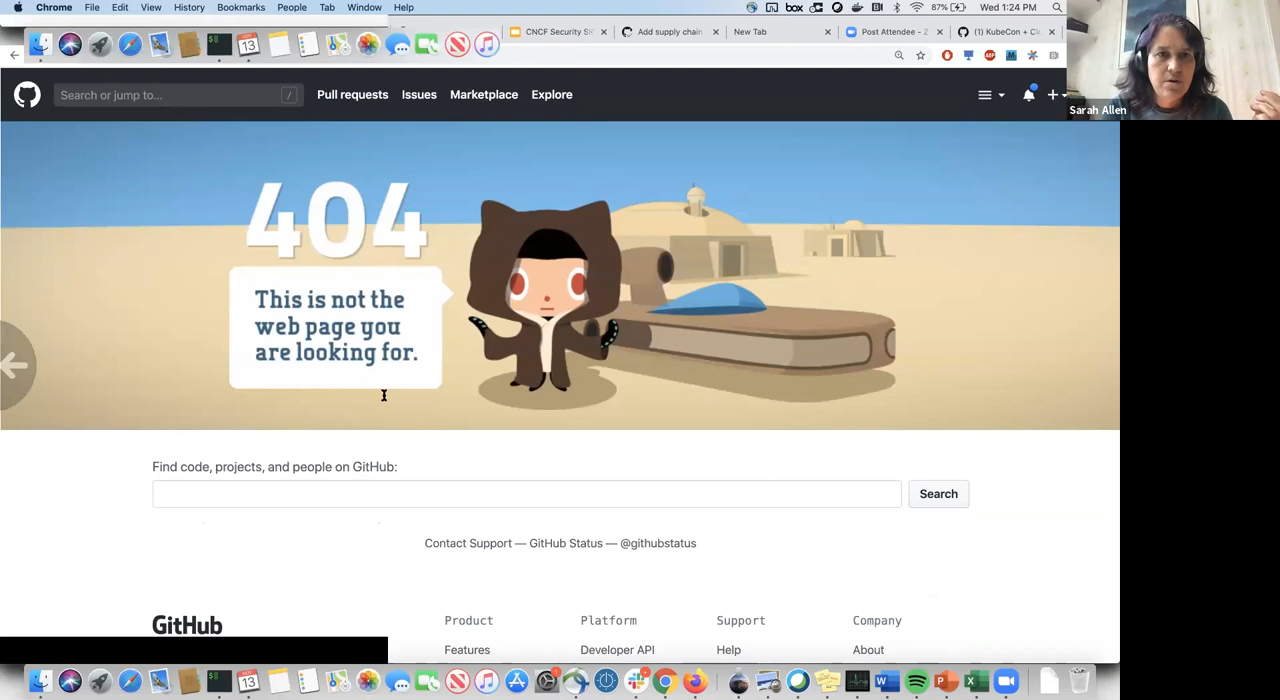 Chrome File Edit View History Bookmarks People Tab Window Help
box 87% Wed 1:24 PM
CNCF Security SI Add supply chain New Tab Post Attendee - Z (1) KubeCon + Cl
Search or jump to... / Pull requests Issues Marketplace Explore
Sarah Allen
404
This is not the
web page you
are looking for.
Find code, projects, and people on GitHub:
Search
Contact Support — GitHub Status — @githubstatus
GitHub
Product Platform Support Company
Features Developer API Help About